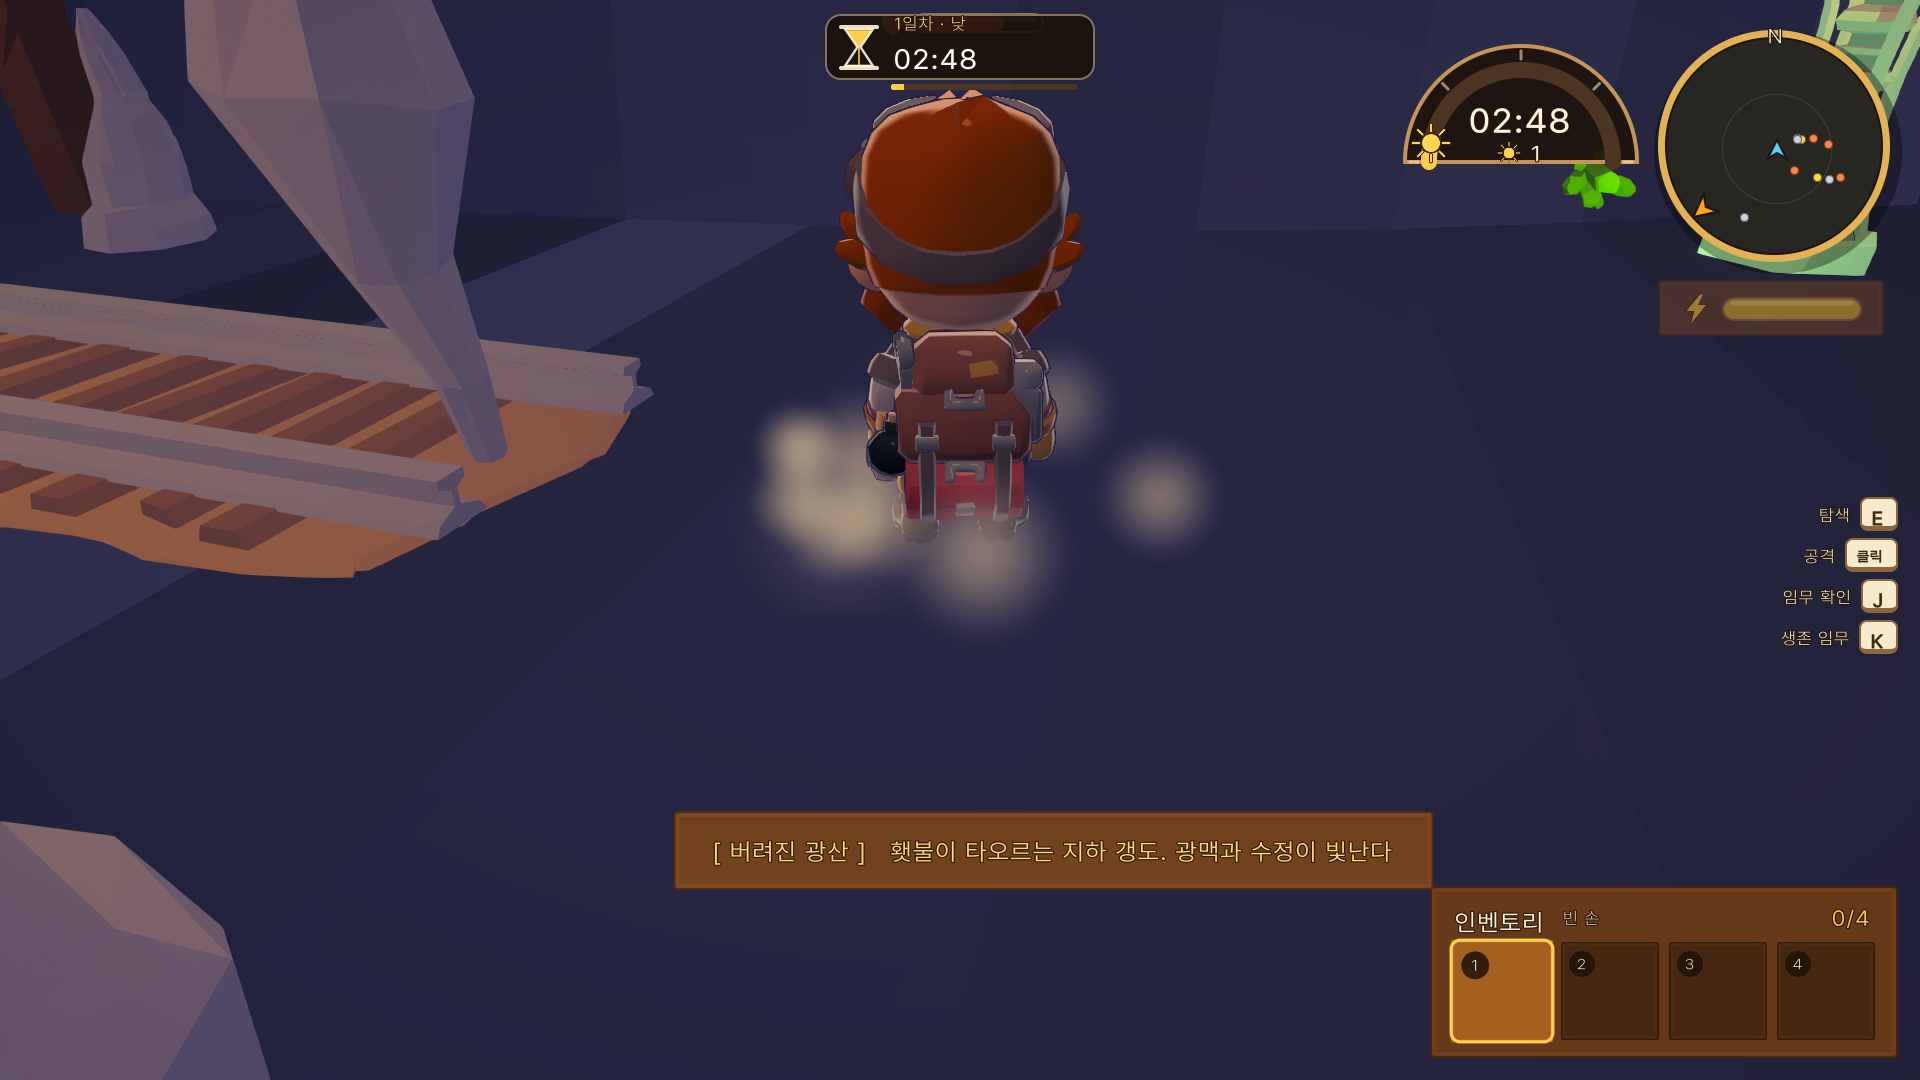 1일차 · 낮
02:48
N
02:48
1
탐색 E
공격 클릭
임무 확인 J
생존 임무 K
[ 버려진 광산 ] 횃불이 타오르는 지하 갱도. 광맥과 수정이 빛난다
인벤토리 빈 손 0/4
1 2 3 4